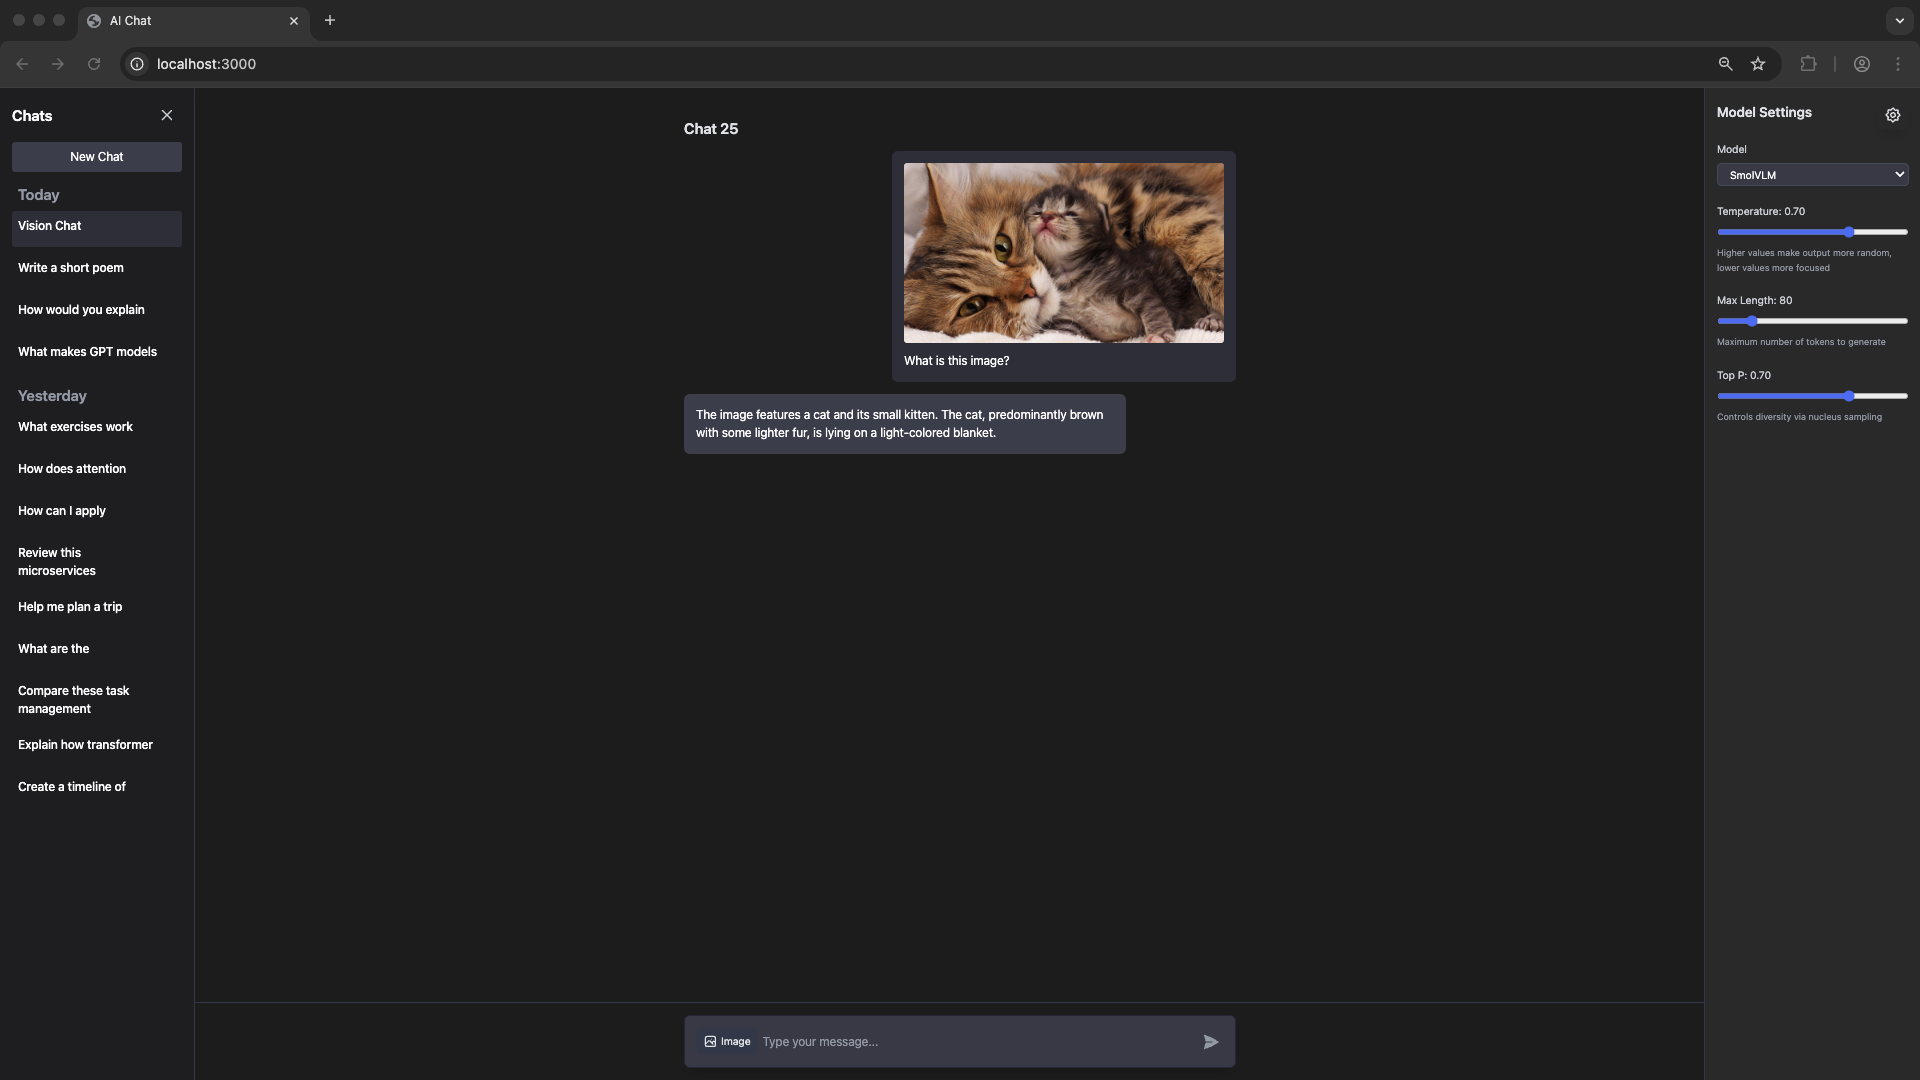 AI Chat
localhost:3000
Chats
New Chat
Today
Vision Chat
Write a short poem
How would you explain
What makes GPT models
Yesterday
What exercises work
How does attention
How can I apply
Review this
microservices
Help me plan a trip
What are the
Compare these task
management
Explain how transformer
Create a timeline of
Chat 25
What is this image?
The image features a cat and its small kitten. The cat, predominantly brown
with some lighter fur, is lying on a light-colored blanket.
Image
Type your message...
Model Settings
Model
SmolVLM
Temperature: 0.70
Higher values make output more random,
lower values more focused
Max Length: 80
Maximum number of tokens to generate
Top P: 0.70
Controls diversity via nucleus sampling